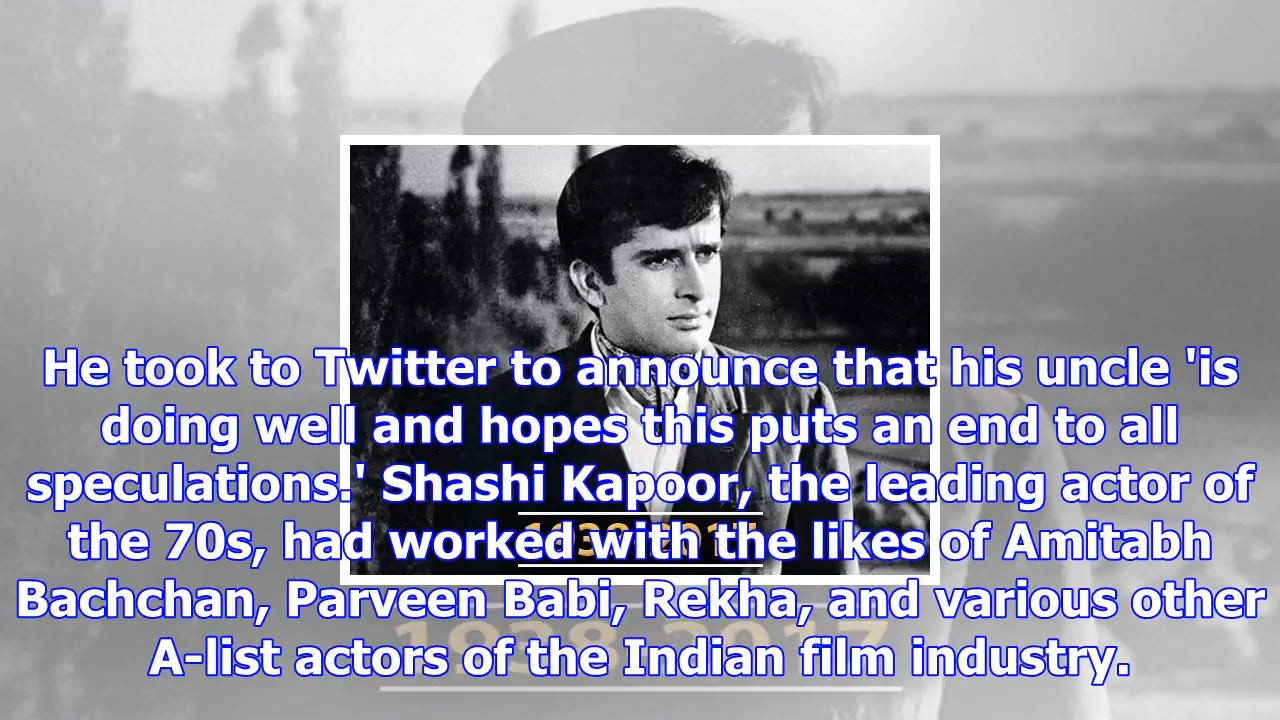 He took to Twitter to announce that his uncle 'is
doing well and hopes this puts an end to all
speculations.' Shashi Kapoor, the leading actor of
the 70s, had worked with the likes of Amitabh
Bachchan, Parveen Babi, Rekha, and various other
A-list actors of the Indian film industry.